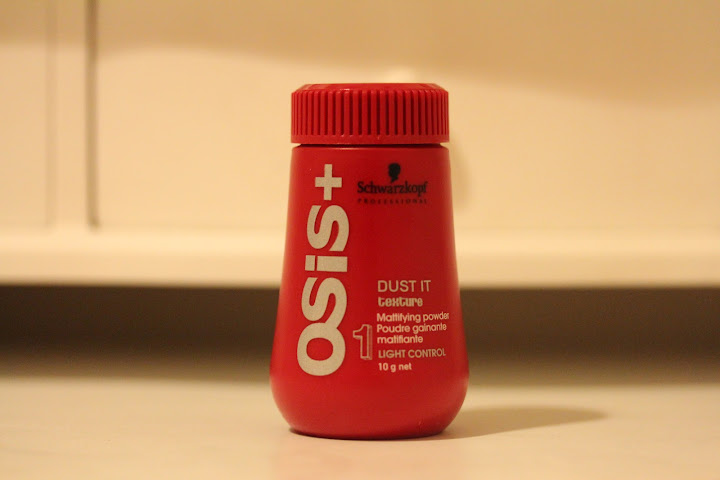 OSiS+
Schwarzkopf
PROFESSIONAL
DUST IT
texture
Mattifying powder
Poudre gainante
matifiante
1
LIGHT CONTROL
10 g net